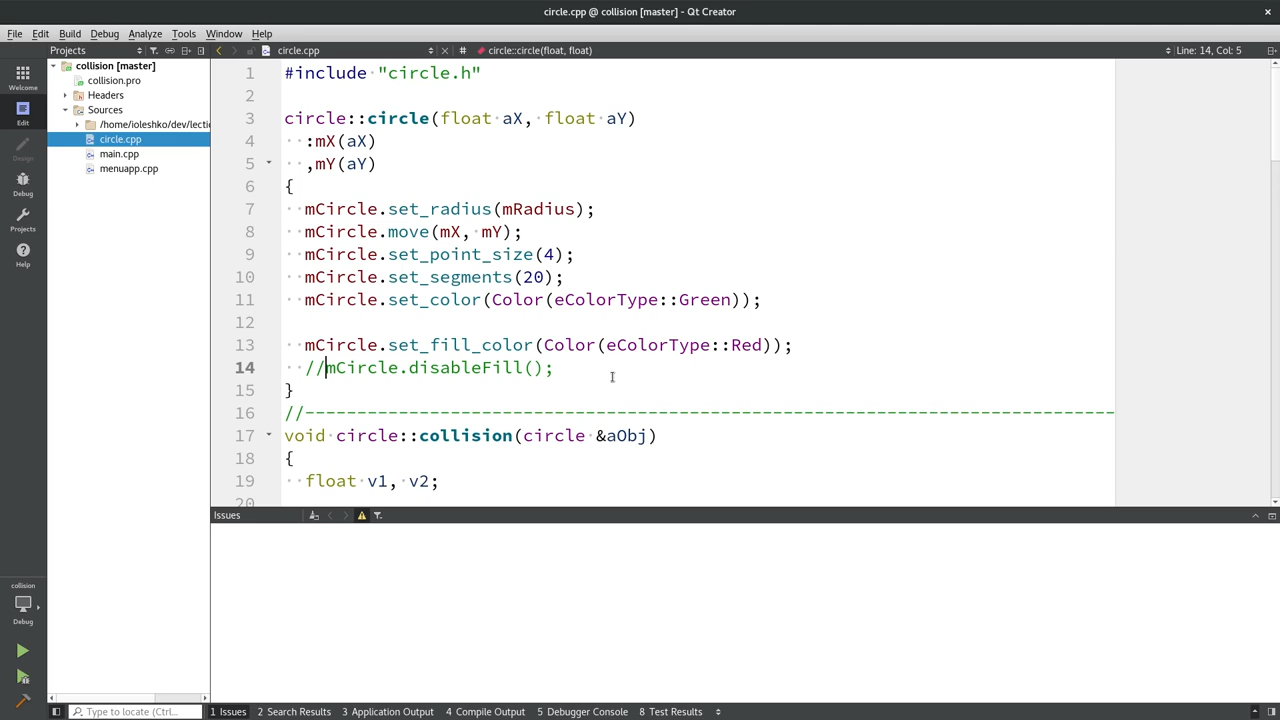 circle.cpp @ collision [master] - Qt Creator
File Edit Build Debug Analyze Tools Window Help
Projects circle.cpp # circle::circle(float, float) Line: 14, Col: 5
Welcome
Edit
Design
Debug
Projects
Help
collision
Debug
collision [master]
collision.pro
Headers
Sources
/home/ioleshko/dev/lecti
circle.cpp
main.cpp
menuapp.cpp
1 #include "circle.h"
2
3 circle::circle(float aX, float aY)
4 :mX(aX)
5 ,mY(aY)
6 {
7 mCircle.set_radius(mRadius);
8 mCircle.move(mX, mY);
9 mCircle.set_point_size(4);
10 mCircle.set_segments(20);
11 mCircle.set_color(Color(eColorType::Green));
12
13 mCircle.set_fill_color(Color(eColorType::Red));
14 //mCircle.disableFill();
15 }
16 //------------------------------------------------------------------------------
17 void circle::collision(circle &aObj)
18 {
19 float v1, v2;
20
Issues
Type to locate (Ctrl... 1 Issues 2 Search Results 3 Application Output 4 Compile Output 5 Debugger Console 8 Test Results